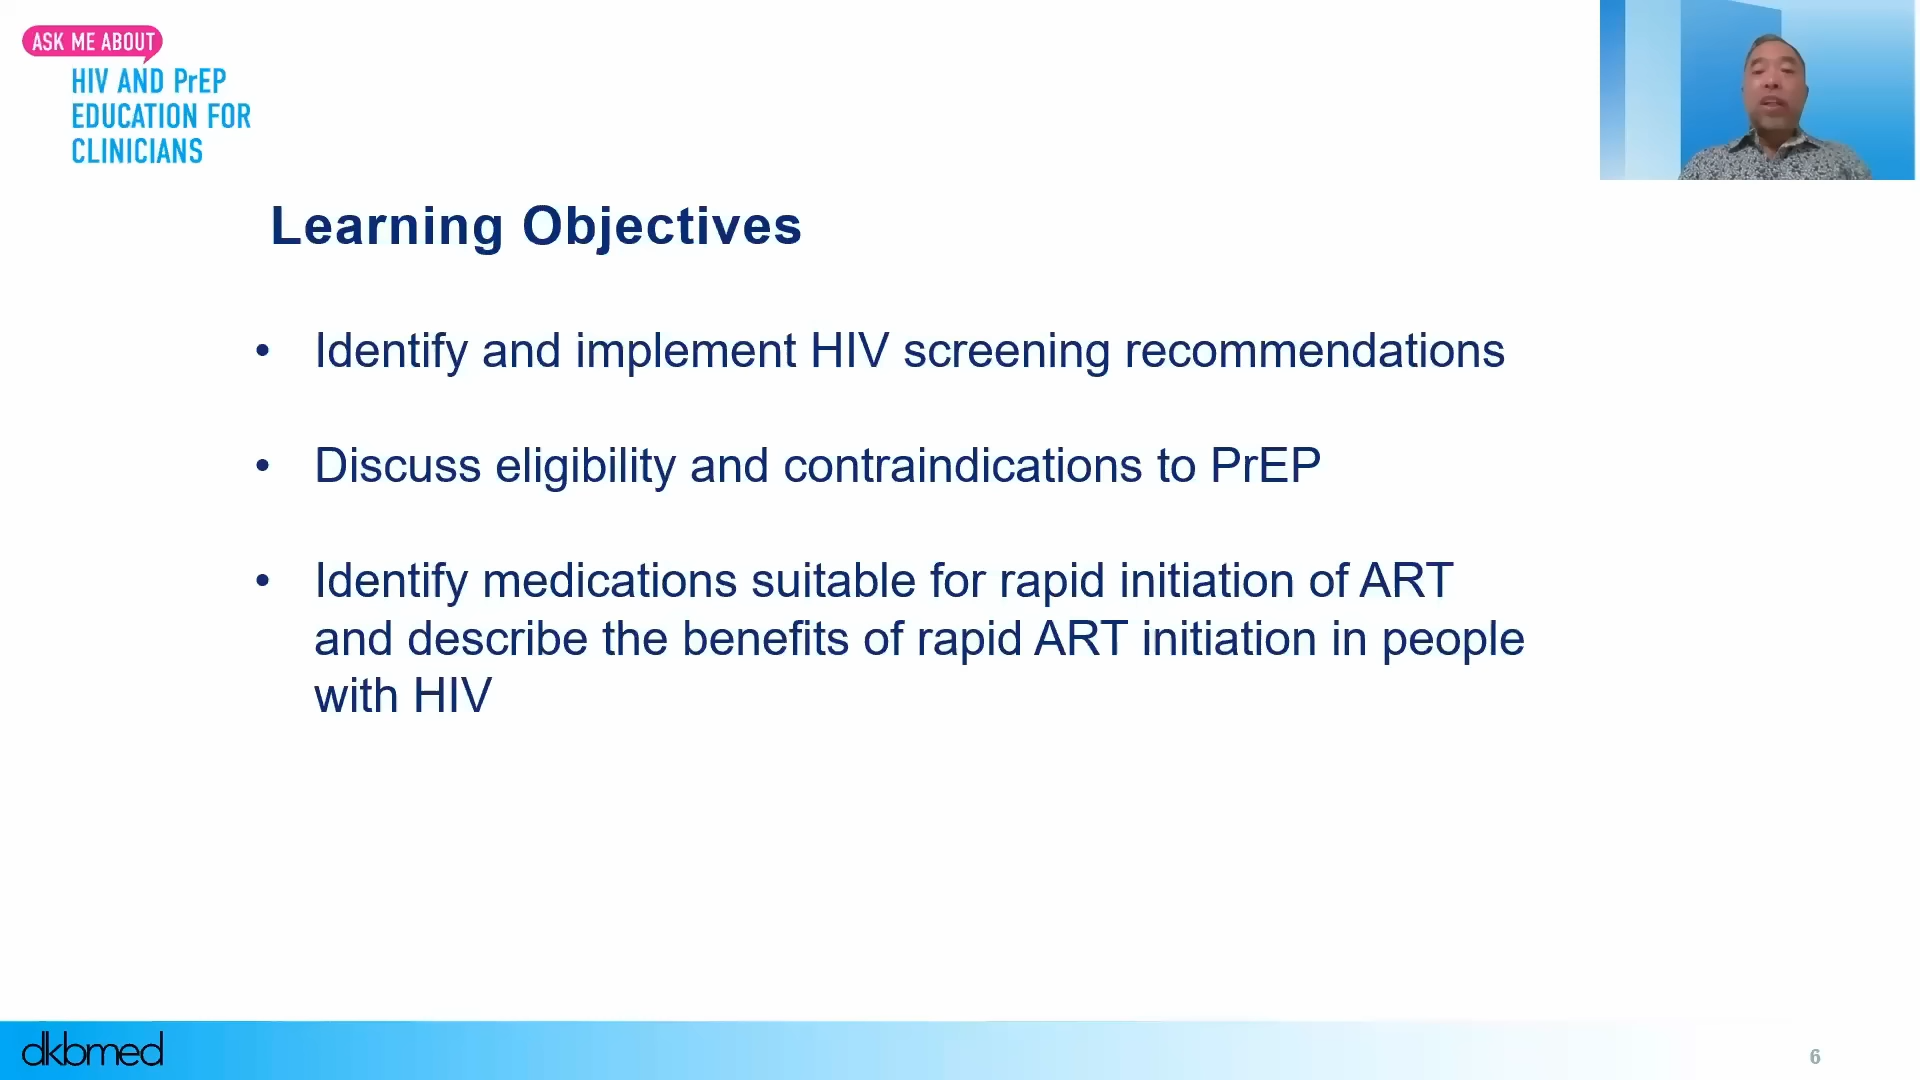 ASK ME ABOUT
HIV AND PrEP
EDUCATION FOR
CLINICIANS
Learning Objectives
• Identify and implement HIV screening recommendations
• Discuss eligibility and contraindications to PrEP
• Identify medications suitable for rapid initiation of ART
and describe the benefits of rapid ART initiation in people
with HIV
dkbmed
6